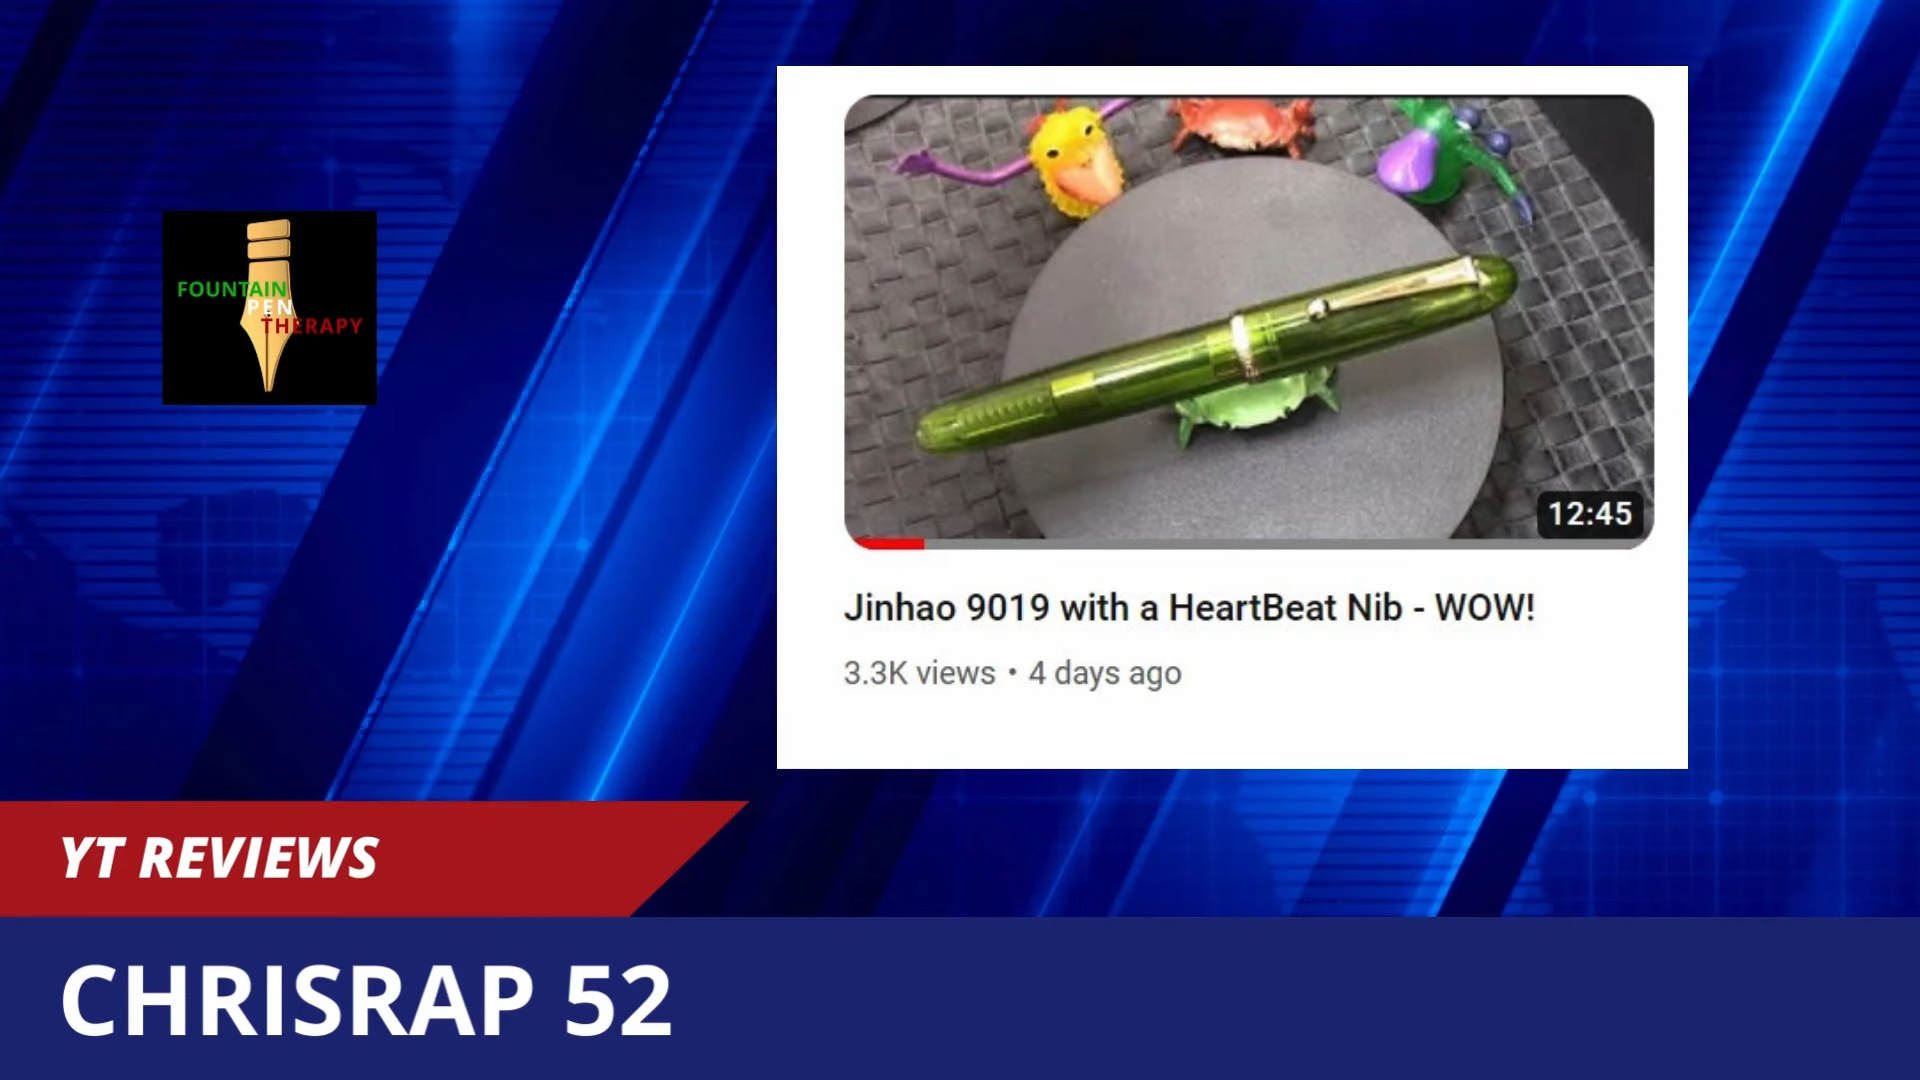 FOUNTAIN
PEN
THERAPY
12:45
Jinhao 9019 with a HeartBeat Nib - WOW!
3.3K views • 4 days ago
YT REVIEWS
CHRISRAP 52